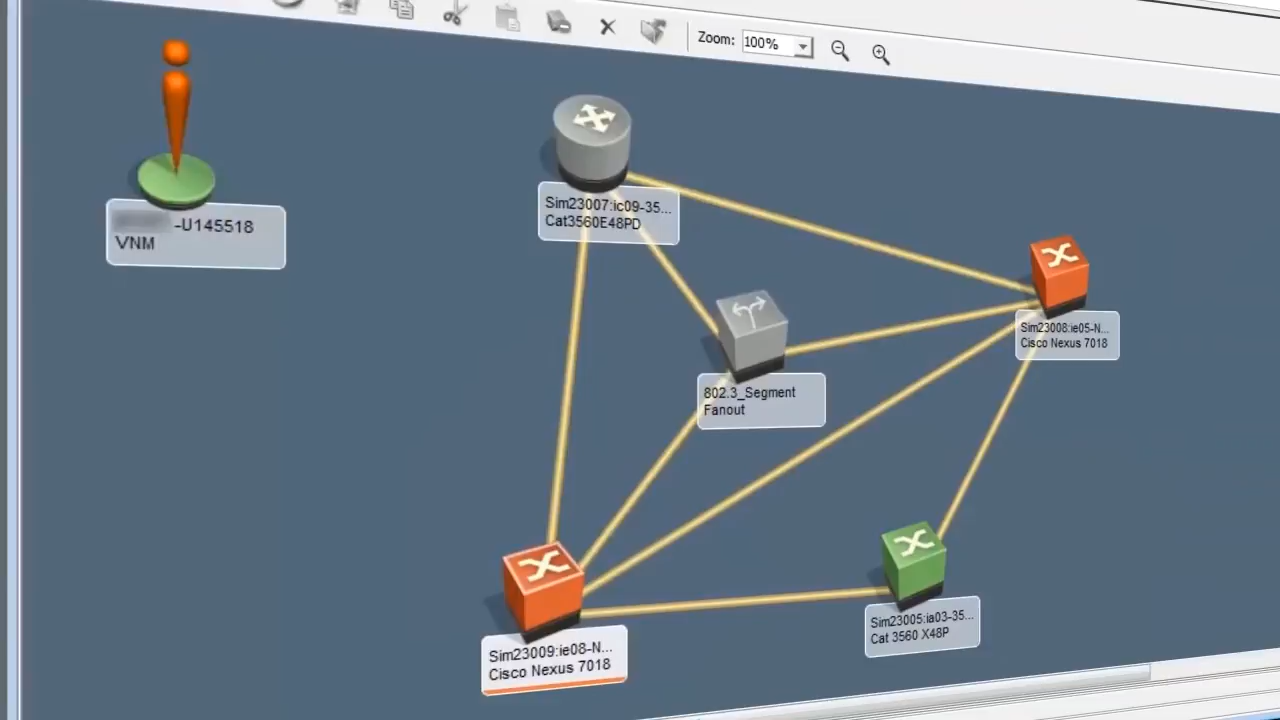 Zoom: 100%
-U145518
VNM
Sim23007:ic09-35...
Cat3560E48PD
Sim23008:ie05-N...
Cisco Nexus 7018
802.3_Segment
Fanout
Sim23005:ia03-35...
Cat 3560 X48P
Sim23009:ie08-N...
Cisco Nexus 7018